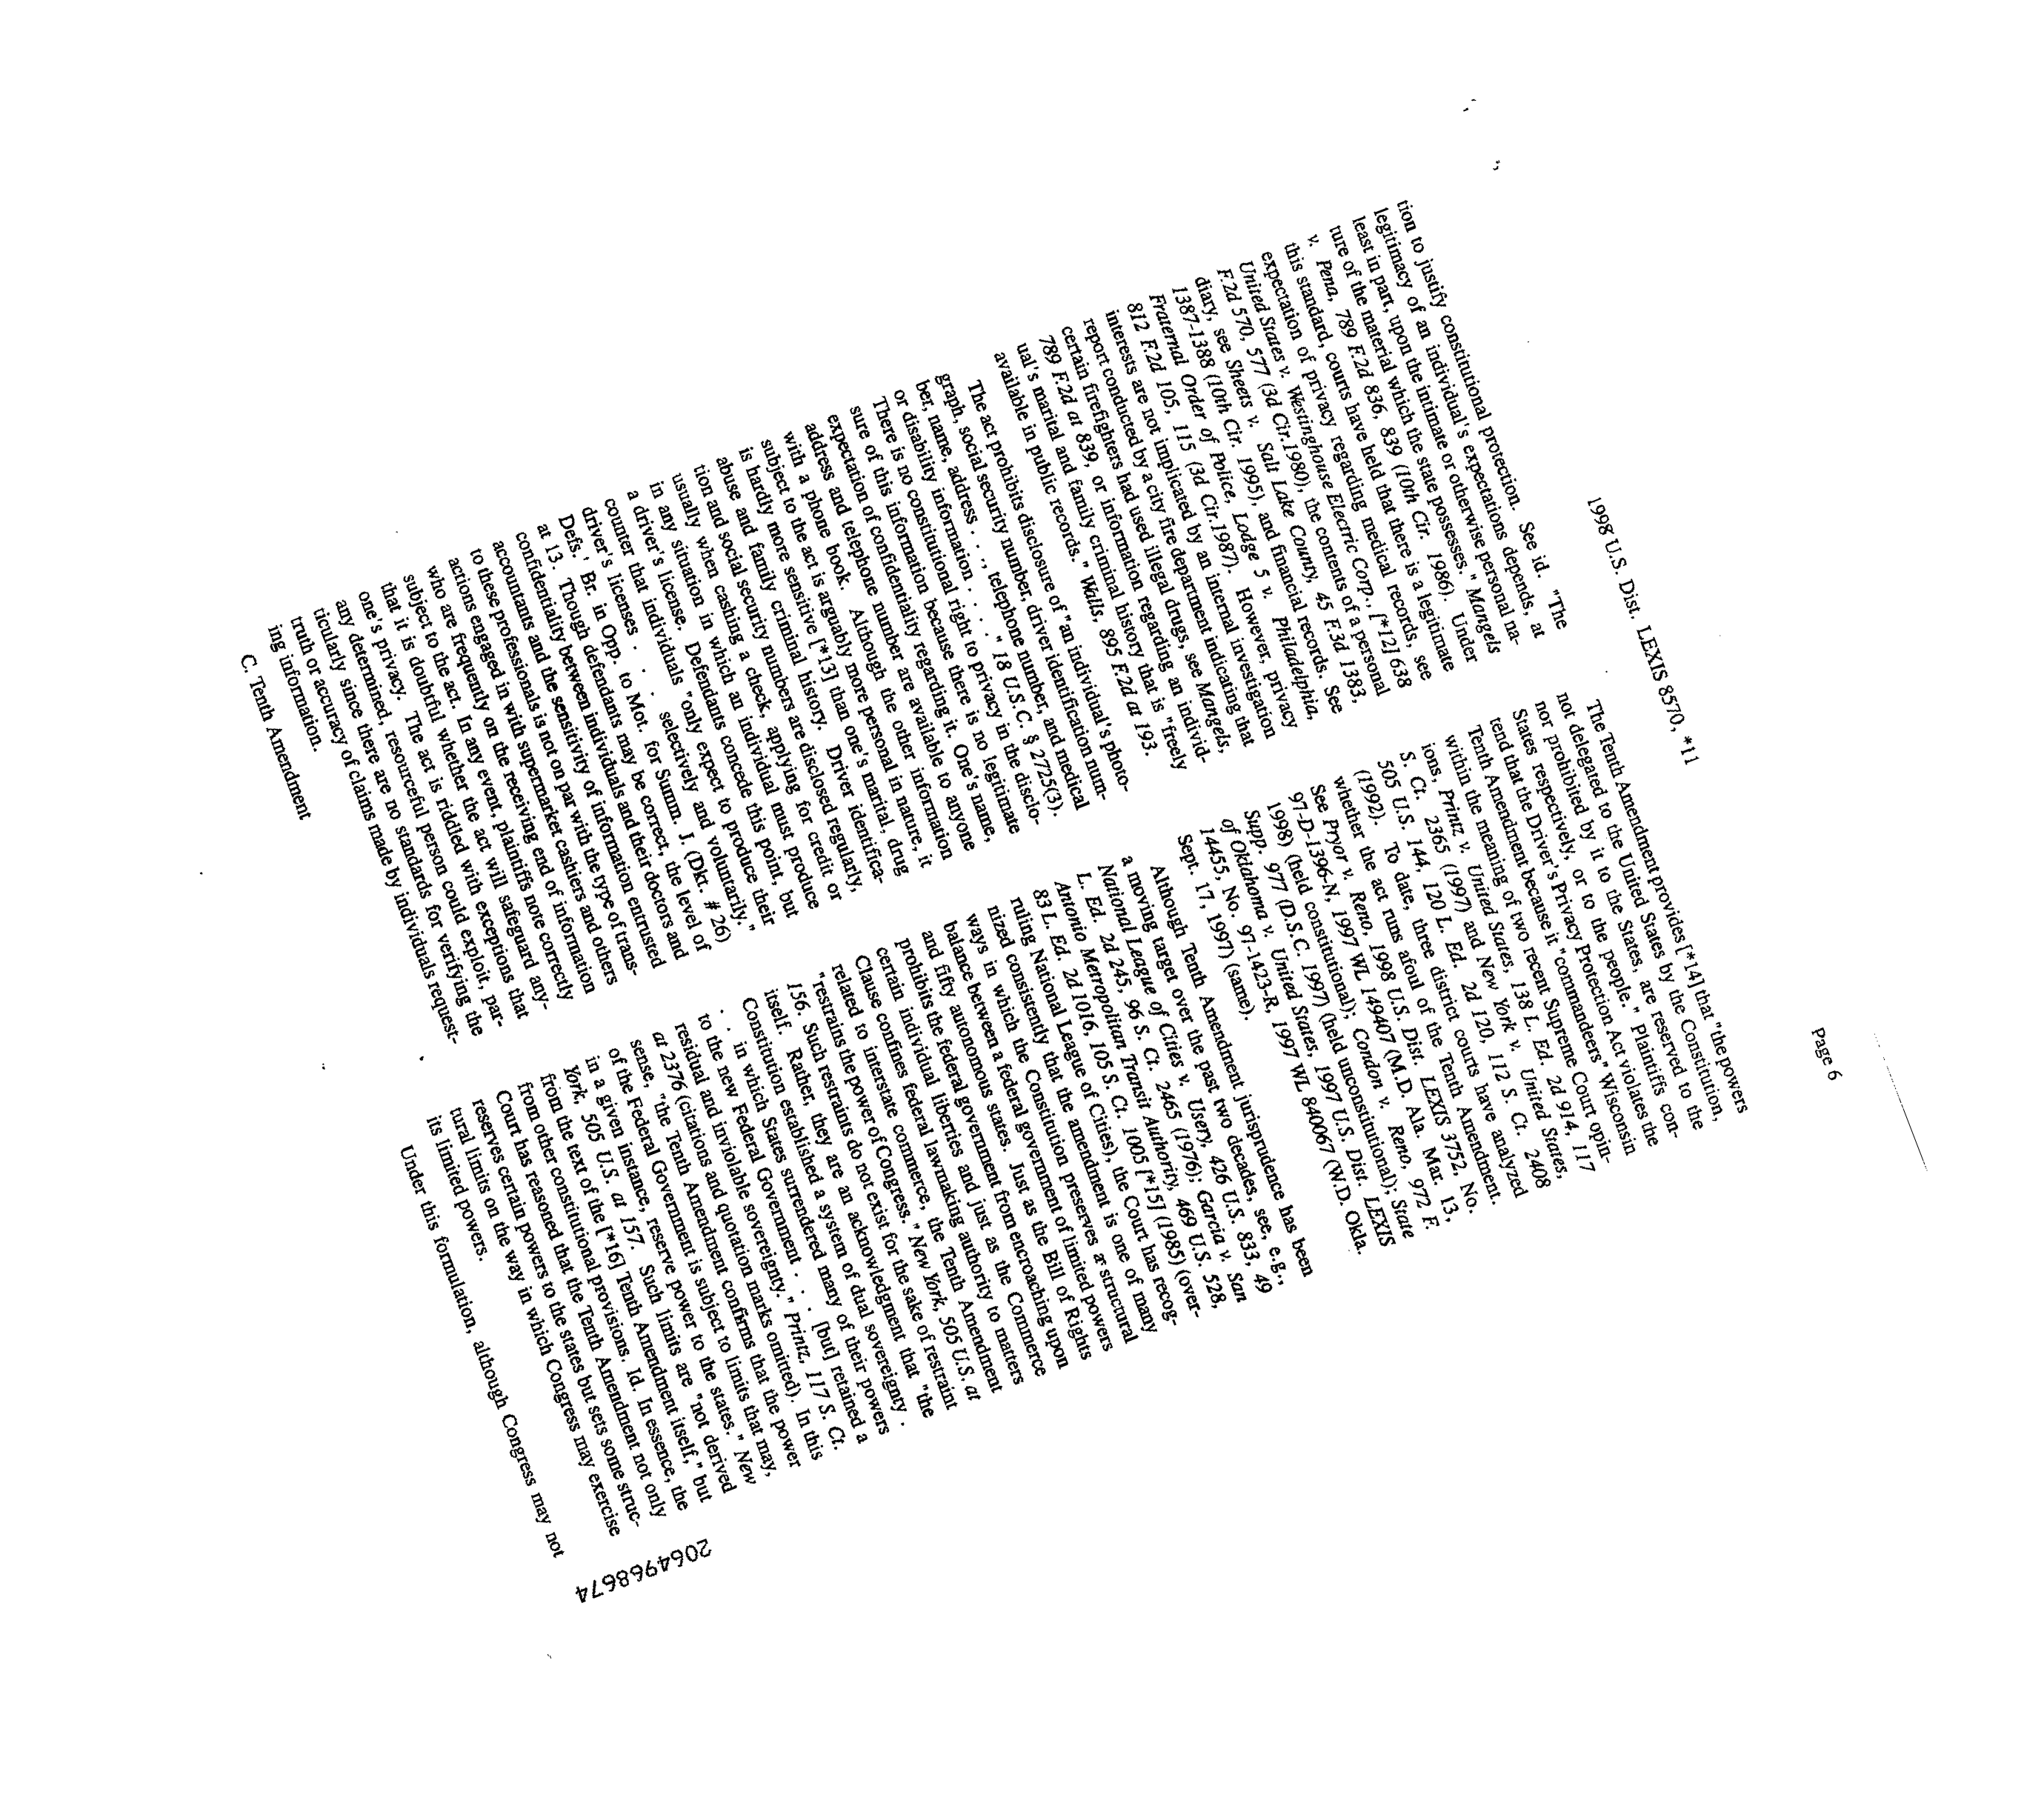 Page 6
1998 U.S. Dist. LEXIS 8570, *11
tion to justify constitutional protection. See id. "The
legitimacy of an individual's expectations depends, at
least in part, upon the intimate or otherwise personal na-
ture of the material which the state possesses." Mangels
v. Pena, 789 F.2d 836, 839 (10th Cir. 1986). Under
this standard, courts have held that there is a legitimate
expectation of privacy regarding medical records, see
United States v. Westinghouse Electric Corp., [*12] 638
F.2d 570, 577 (3d Cir.1980), the contents of a personal
diary, see Sheets v. Salt Lake County, 45 F.3d 1383,
1387-1388 (10th Cir. 1995), and financial records. See
Fraternal Order of Police, Lodge 5 v. Philadelphia,
812 F.2d 105, 115 (3d Cir.1987). However, privacy
interests are not implicated by an internal investigation
report conducted by a city fire department indicating that
certain firefighters had used illegal drugs, see Mangels,
789 F.2d at 839, or information regarding an individ-
ual's marital and family criminal history that is "freely
available in public records." Walls, 895 F.2d at 193.
The act prohibits disclosure of "an individual's photo-
graph, social security number, driver identification num-
ber, name, address . . ., telephone number, and medical
or disability information . . . ." 18 U.S.C. § 2725(3).
There is no constitutional right to privacy in the disclo-
sure of this information because there is no legitimate
expectation of confidentiality regarding it. One's name,
address and telephone number are available to anyone
with a phone book. Although the other information
subject to the act is arguably more personal in nature, it
is hardly more sensitive [*13] than one's marital, drug
abuse and family criminal history. Driver identifica-
tion and social security numbers are disclosed regularly,
usually when cashing a check, applying for credit or
in any situation in which an individual must produce
a driver's license. Defendants concede this point, but
counter that individuals "only expect to produce their
driver's licenses . . . selectively and voluntarily."
Defs.' Br. in Opp. to Mot. for Summ. J. (Dkt. # 26)
at 13. Though defendants may be correct, the level of
confidentiality between individuals and their doctors and
accountants and the sensitivity of information entrusted
to these professionals is not on par with the type of trans-
actions engaged in with supermarket cashiers and others
who are frequently on the receiving end of information
subject to the act. In any event, plaintiffs note correctly
that it is doubtful whether the act will safeguard any-
one's privacy. The act is riddled with exceptions that
any determined, resourceful person could exploit, par-
ticularly since there are no standards for verifying the
truth or accuracy of claims made by individuals request-
ing information.
C. Tenth Amendment
The Tenth Amendment provides [*14] that "the powers
not delegated to the United States by the Constitution,
nor prohibited by it to the States, are reserved to the
States respectively, or to the people." Plaintiffs con-
tend that the Driver's Privacy Protection Act violates the
Tenth Amendment because it "commandeers" Wisconsin
within the meaning of two recent Supreme Court opin-
ions, Printz v. United States, 138 L. Ed. 2d 914, 117
S. Ct. 2365 (1997) and New York v. United States,
505 U.S. 144, 120 L. Ed. 2d 120, 112 S. Ct. 2408
(1992). To date, three district courts have analyzed
whether the act runs afoul of the Tenth Amendment.
See Pryor v. Reno, 1998 U.S. Dist. LEXIS 3752, No.
97-D-1396-N, 1997 WL 149407 (M.D. Ala. Mar. 13,
1998) (held constitutional); Condon v. Reno, 972 F.
Supp. 977 (D.S.C. 1997) (held unconstitutional); State
of Oklahoma v. United States, 1997 U.S. Dist. LEXIS
14455, No. 97-1423-R, 1997 WL 840067 (W.D. Okla.
Sept. 17, 1997) (same).
Although Tenth Amendment jurisprudence has been
a moving target over the past two decades, see, e.g.,
National League of Cities v. Usery, 426 U.S. 833, 49
L. Ed. 2d 245, 96 S. Ct. 2465 (1976); Garcia v. San
Antonio Metropolitan Transit Authority, 469 U.S. 528,
83 L. Ed. 2d 1016, 105 S. Ct. 1005 [*15] (1985) (over-
ruling National League of Cities), the Court has recog-
nized consistently that the amendment is one of many
ways in which the Constitution preserves a structural
balance between a federal government of limited powers
and fifty autonomous states. Just as the Bill of Rights
prohibits the federal government from encroaching upon
certain individual liberties and just as the Commerce
Clause confines federal lawmaking authority to matters
related to interstate commerce, the Tenth Amendment
"restrains the power of Congress." New York, 505 U.S. at
156. Such restraints do not exist for the sake of restraint
itself. Rather, they are an acknowledgment that "the
Constitution established a system of dual sovereignty .
. . in which States surrendered many of their powers
to the new Federal Government . . . [but] retained a
residual and inviolable sovereignty." Printz, 117 S. Ct.
at 2376 (citations and quotation marks omitted). In this
sense, "the Tenth Amendment confirms that the power
of the Federal Government is subject to limits that may,
in a given instance, reserve power to the states." New
York, 505 U.S. at 157. Such limits are "not derived
from the text of the [*16] Tenth Amendment itself," but
from other constitutional provisions. Id. In essence, the
Court has reasoned that the Tenth Amendment not only
reserves certain powers to the states but sets some struc-
tural limits on the way in which Congress may exercise
its limited powers.
Under this formulation, although Congress may not
2064968674